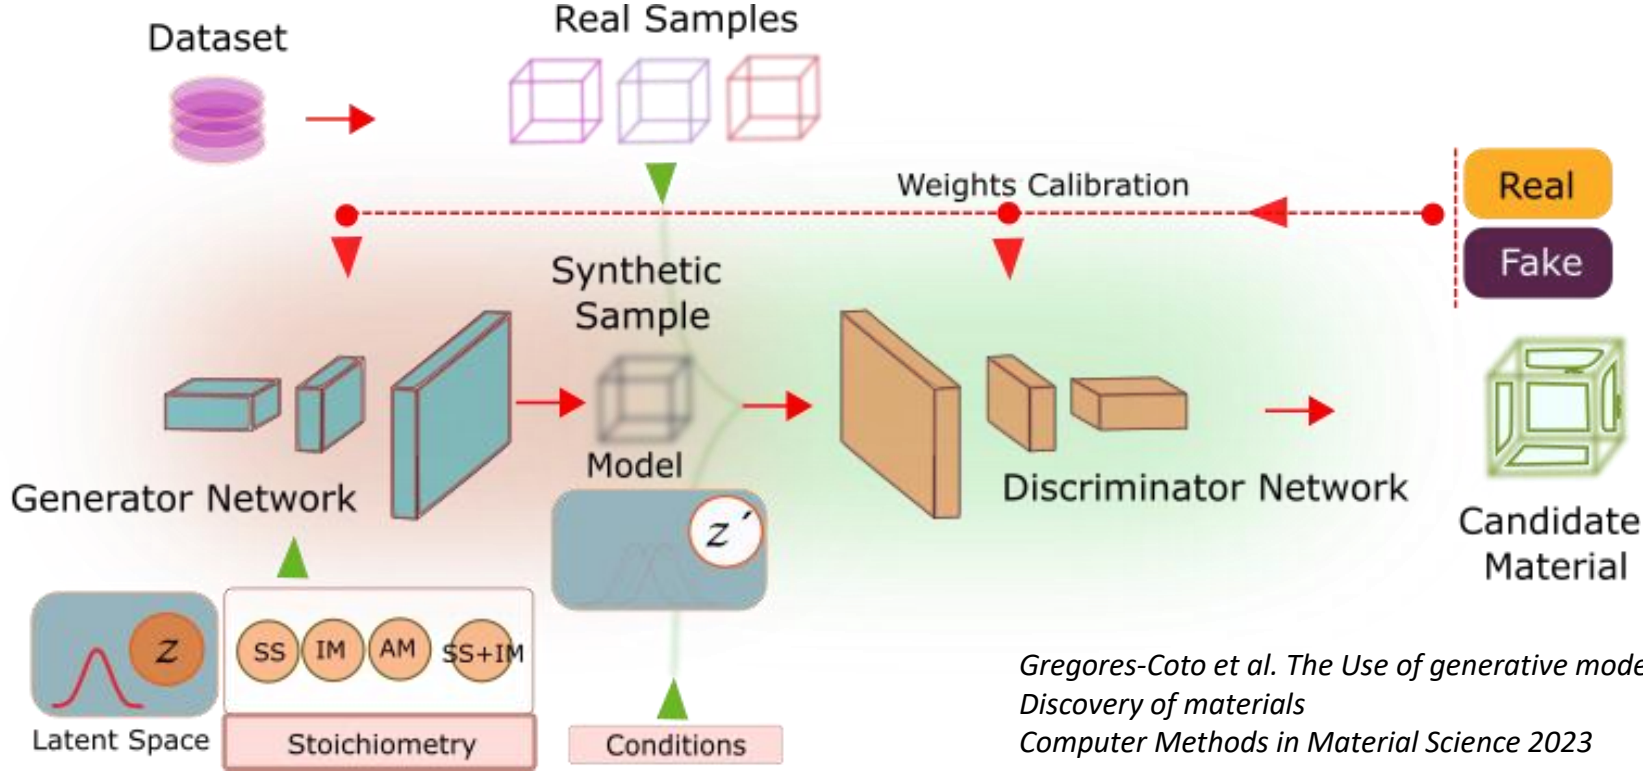 Dataset
Real Samples
Weights Calibration
Real
Fake
Synthetic
Sample
Model
Generator Network
Discriminator Network
Candidate
Material
z´
z
SS
IM
AM
SS+IM
Latent Space
Stoichiometry
Conditions
Gregores-Coto et al. The Use of generative mode
Discovery of materials
Computer Methods in Material Science 2023